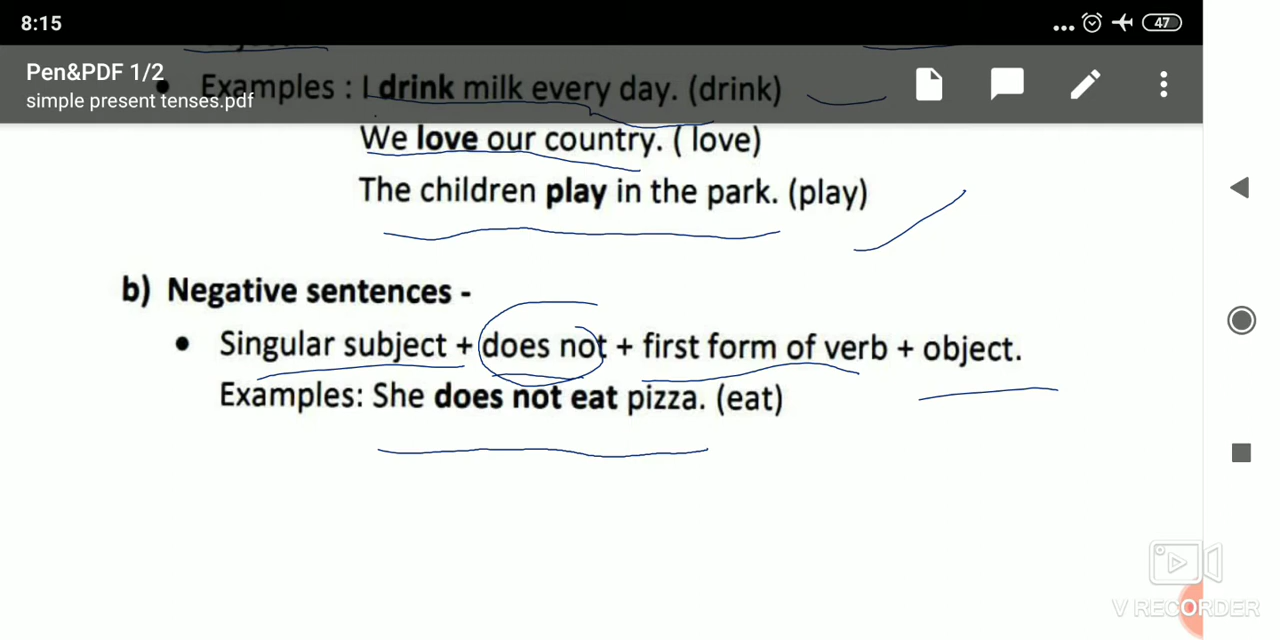 8:15
47
Pen&PDF 1/2
simple present tenses.pdf
Examples : I drink milk every day. (drink)
We love our country. ( love)
The children play in the park. (play)
b) Negative sentences -
• Singular subject + does not + first form of verb + object.
Examples: She does not eat pizza. (eat)
V RECORDER